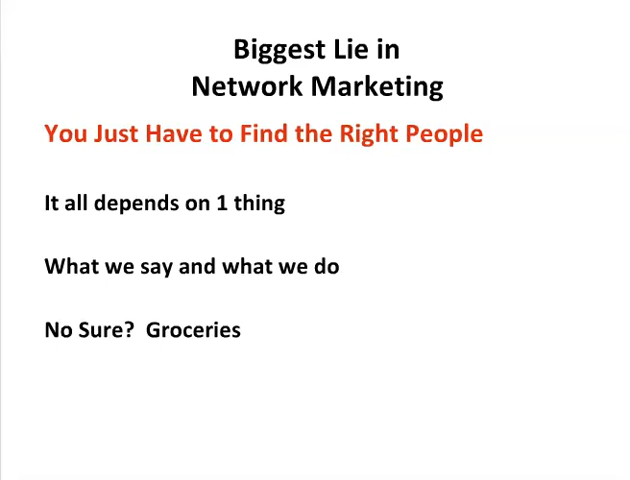 Biggest Lie in
Network Marketing
You Just Have to Find the Right People
It all depends on 1 thing
What we say and what we do
No Sure?  Groceries